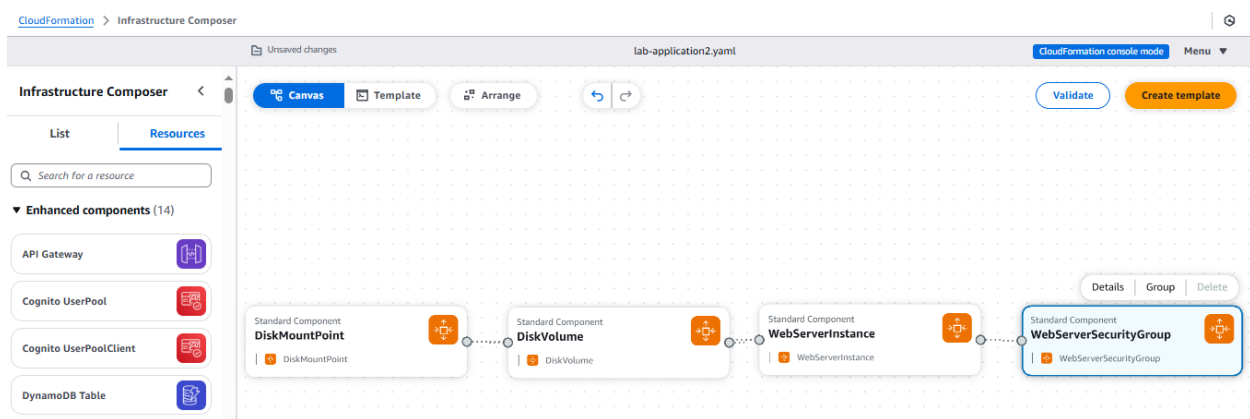 CloudFormation > Infrastructure Composer
Unsaved changes
lab-application2.yaml
CloudFormation console mode
Menu ▼
Infrastructure Composer
Canvas
Template
Arrange
Validate
Create template
List
Resources
Search for a resource
▼ Enhanced components (14)
API Gateway
Cognito UserPool
Cognito UserPoolClient
DynamoDB Table
Details
Group
Delete
Standard Component
DiskMountPoint
DiskMountPoint
Standard Component
DiskVolume
DiskVolume
Standard Component
WebServerInstance
WebServerInstance
Standard Component
WebServerSecurityGroup
WebServerSecurityGroup